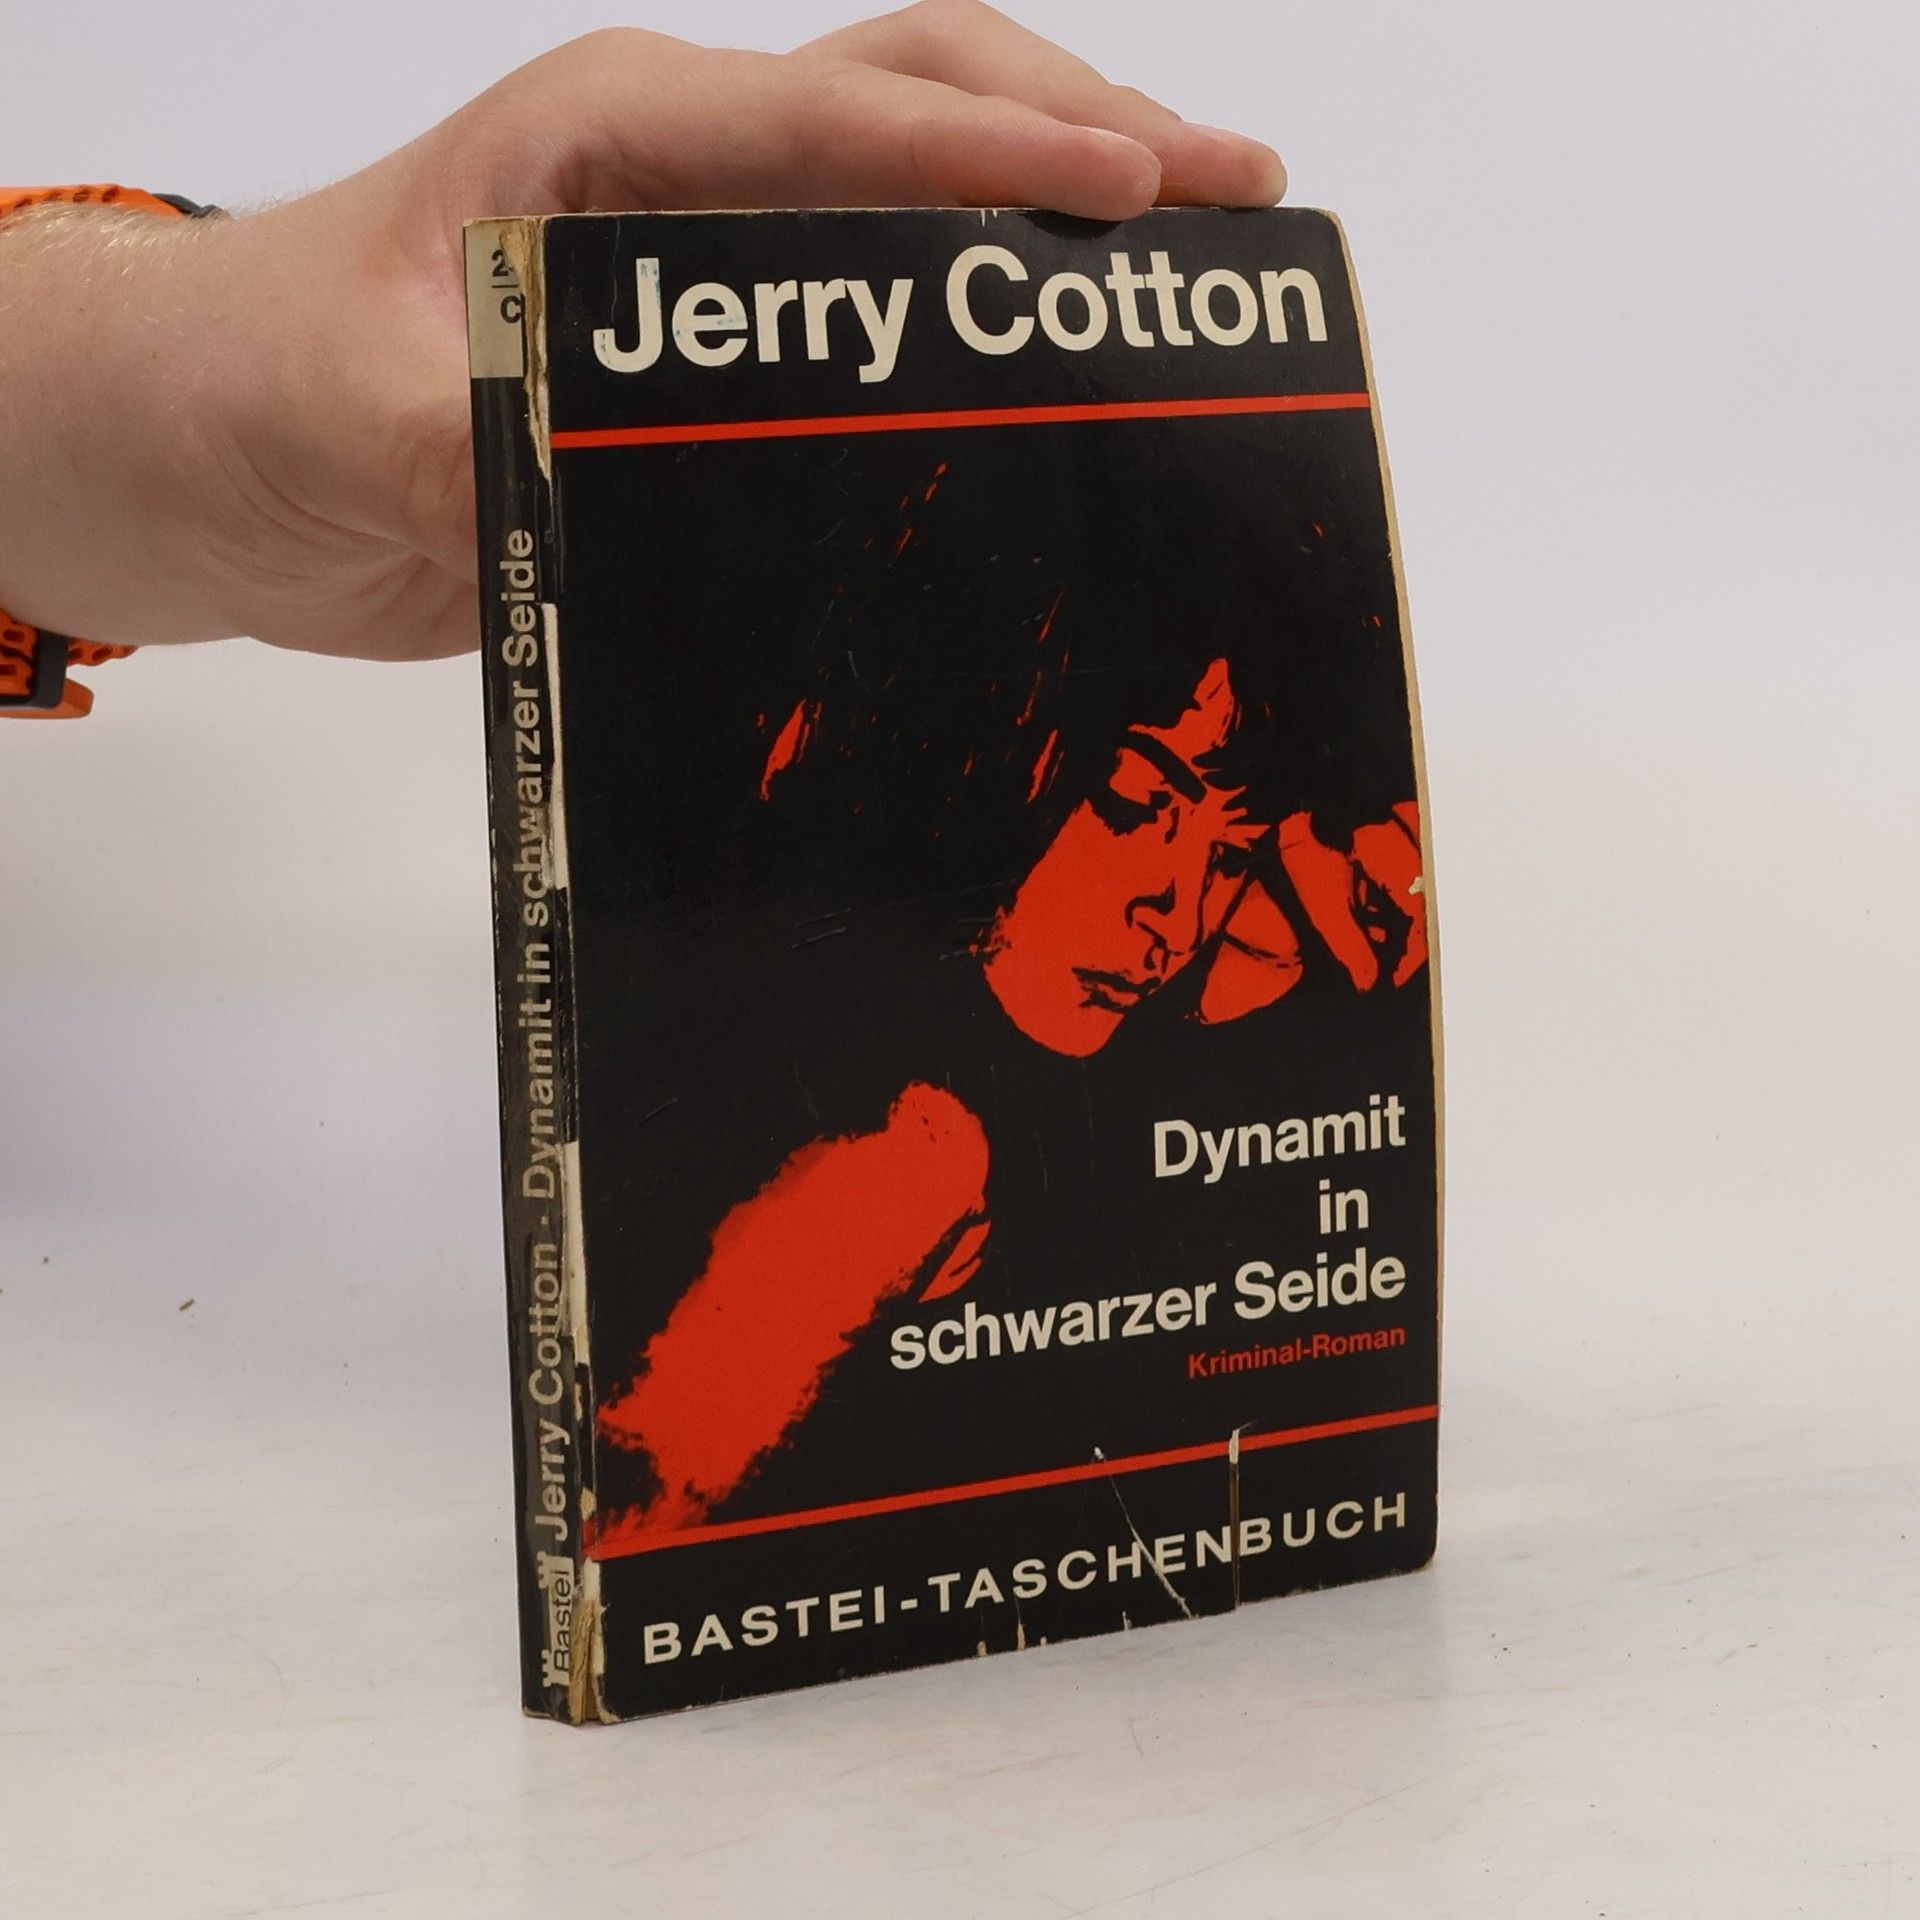 Jerry Cotton
Dynamit
in
schwarzer Seide
Kriminal-Roman
BASTEI-TASCHENBUCH
Bastei Jerry Cotton · Dynamit in schwarzer Seide